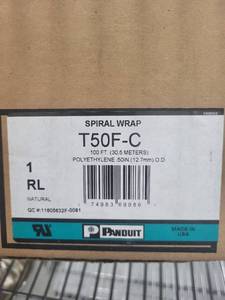 SPIRAL WRAP
T50F-C
100 FT. (30.5 METERS)
POLYETHYLENE .50IN.(12.7mm) O.D.
1
RL
NATURAL
PANDUIT
MADE IN
USA